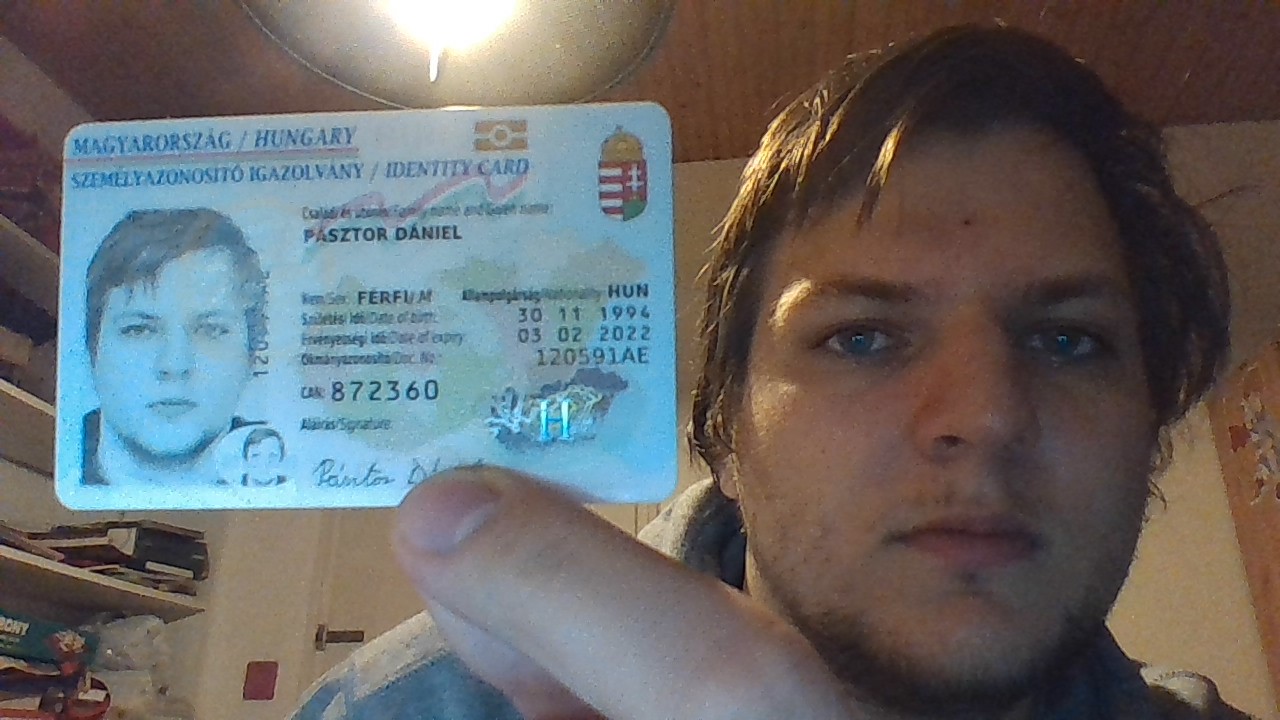 MAGYARORSZÁG / HUNGARY
SZEMÉLYAZONOSÍTÓ IGAZOLVÁNY / IDENTITY CARD
Családi és utónév/Family name and Given name:
PÁSZTOR DÁNIEL
Nem/Sex: FÉRFI/M Állampolgárság/Nationality: HUN
Születési idő/Date of birth: 30 11 1994
Érvényességi idő/Date of expiry: 03 02 2022
Okmányazonosító/Doc. No.: 120591AE
CAN: 872360
Aláírás/Signature:
Pásztor
H